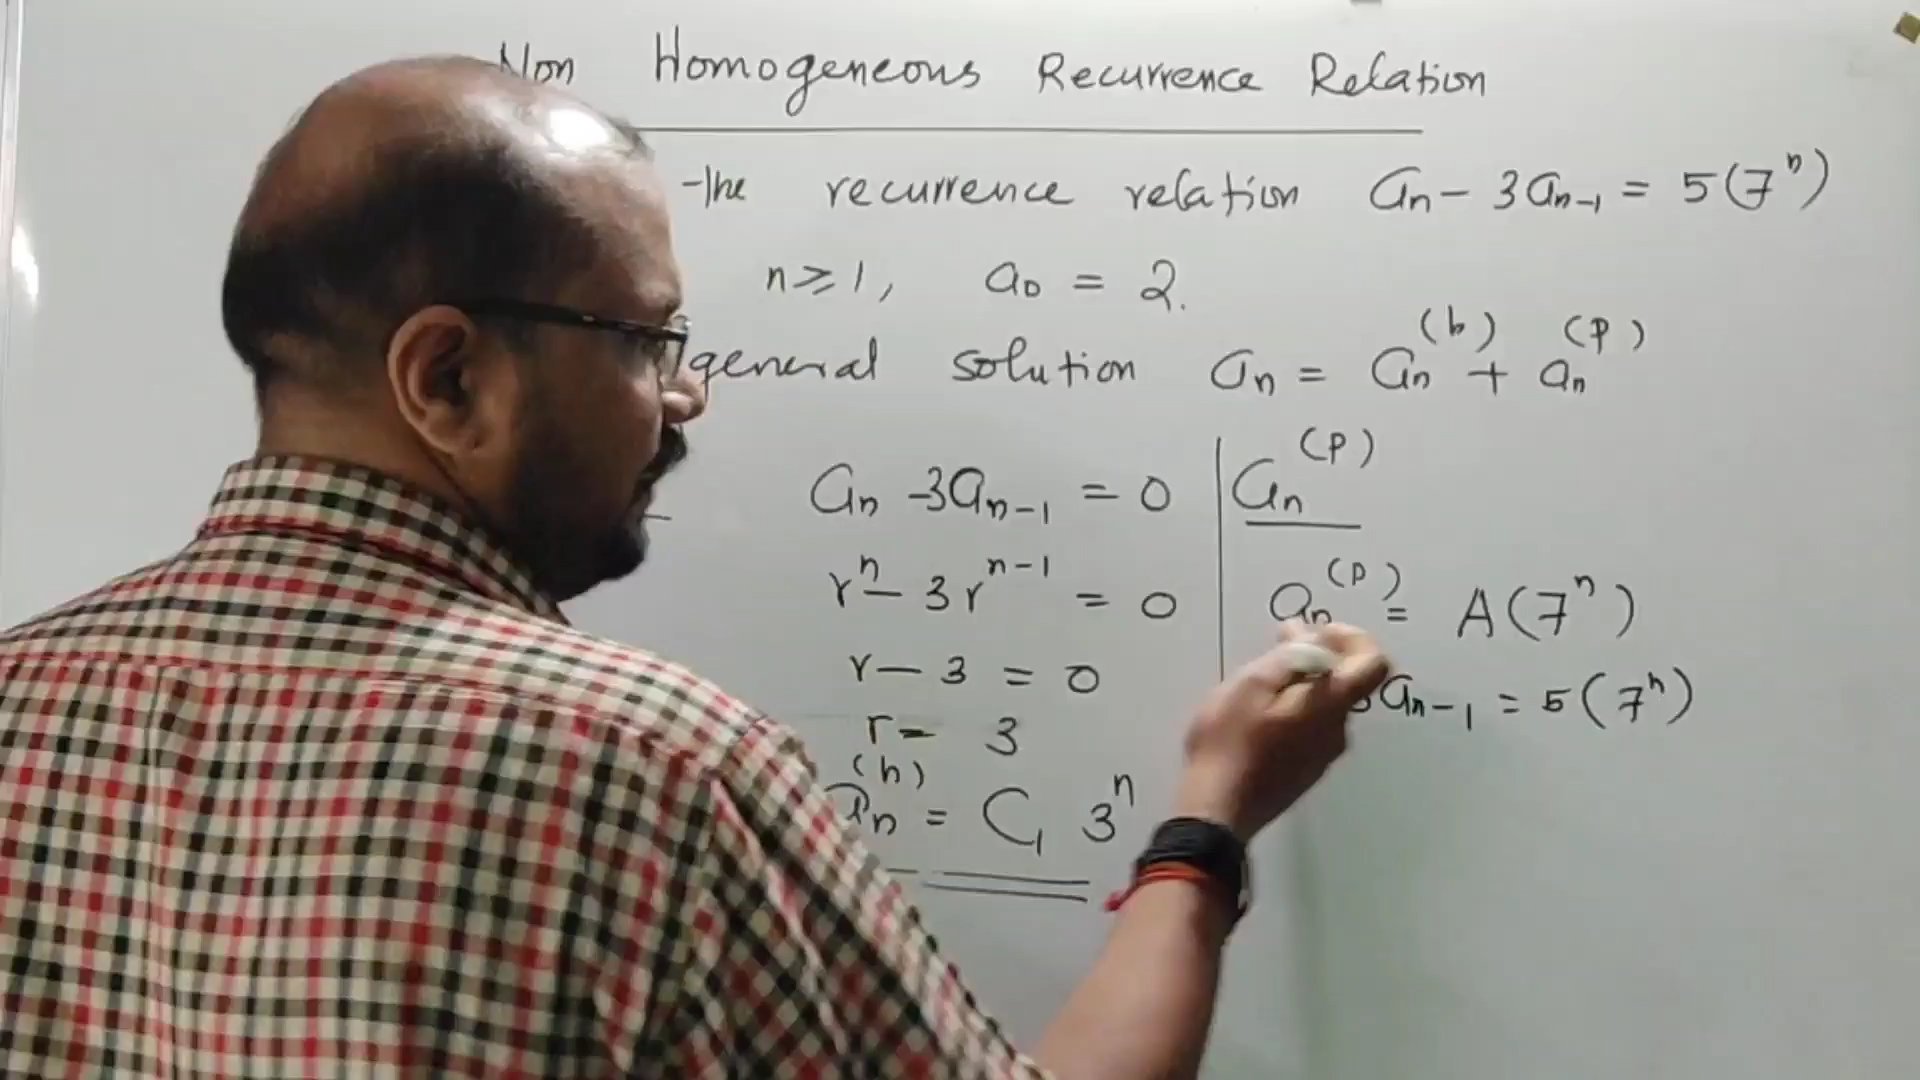 Non Homogeneous Recurrence Relation
The recurrence relation aₙ - 3aₙ₋₁ = 5(7ⁿ)
n ≥ 1, a₀ = 2.
general solution aₙ = aₙ⁽ʰ⁾ + aₙ⁽ᵖ⁾
aₙ - 3aₙ₋₁ = 0
rⁿ - 3rⁿ⁻¹ = 0
r - 3 = 0
r = 3
aₙ⁽ʰ⁾ = C₁ 3ⁿ
aₙ⁽ᵖ⁾
aₙ⁽ᵖ⁾ = A(7ⁿ)
3aₙ₋₁ = 5(7ⁿ)